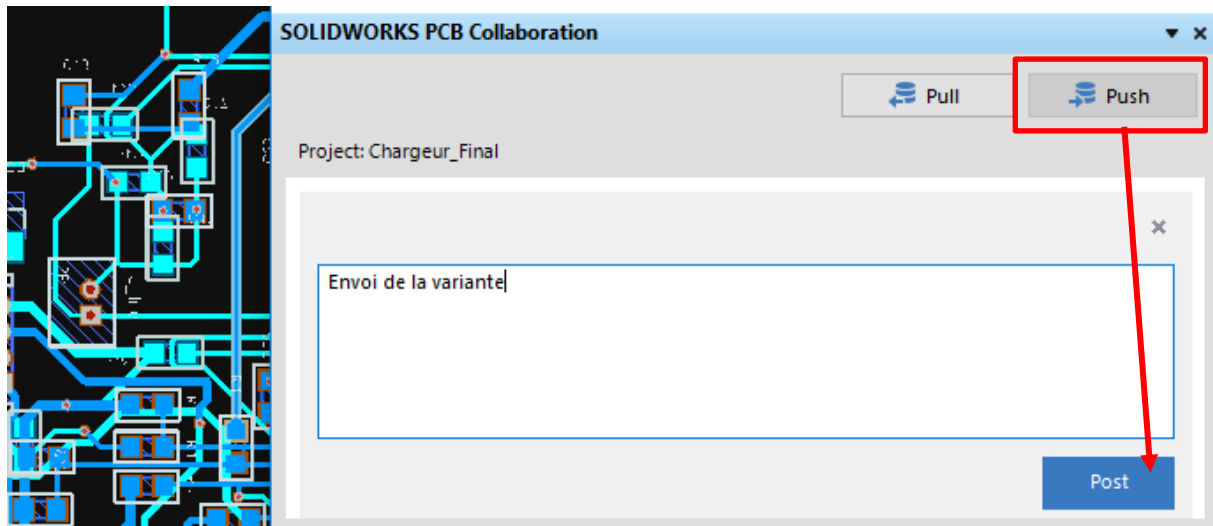 SOLIDWORKS PCB Collaboration
Pull
Push
Project: Chargeur_Final
Envoi de la variante
Post